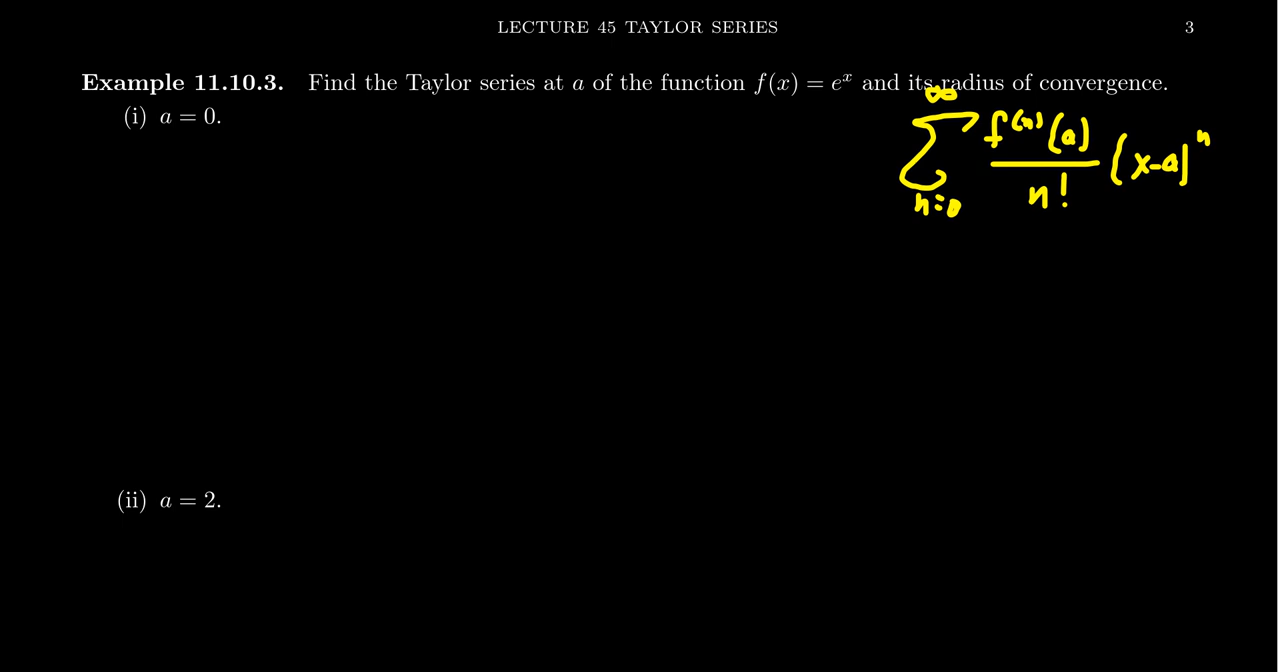 LECTURE 45 TAYLOR SERIES 3
Example 11.10.3. Find the Taylor series at a of the function f(x) = eˣ and its radius of convergence.
(i) a = 0.
∞
∑ f⁽ⁿ⁾(a) / n! (x-a)ⁿ
n=0
(ii) a = 2.